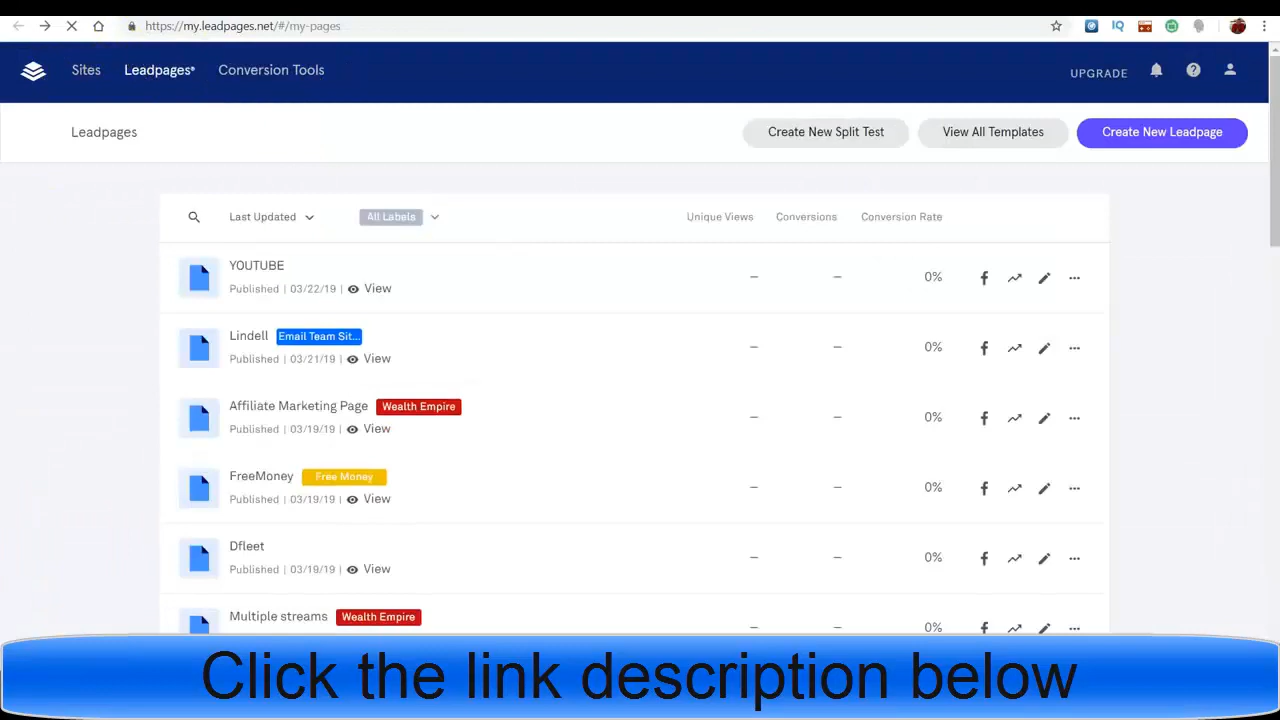 https://my.leadpages.net/#/my-pages
IQ
Sites Leadpages® Conversion Tools UPGRADE
Leadpages Create New Split Test View All Templates Create New Leadpage
Last Updated All Labels Unique Views Conversions Conversion Rate
YOUTUBE
Published | 03/22/19 | View – – 0%
Lindell Email Team Sit...
Published | 03/21/19 | View – – 0%
Affiliate Marketing Page Wealth Empire
Published | 03/19/19 | View – – 0%
FreeMoney Free Money
Published | 03/19/19 | View – – 0%
Dfleet
Published | 03/19/19 | View – – 0%
Multiple streams Wealth Empire
– – 0%
Click the link description below